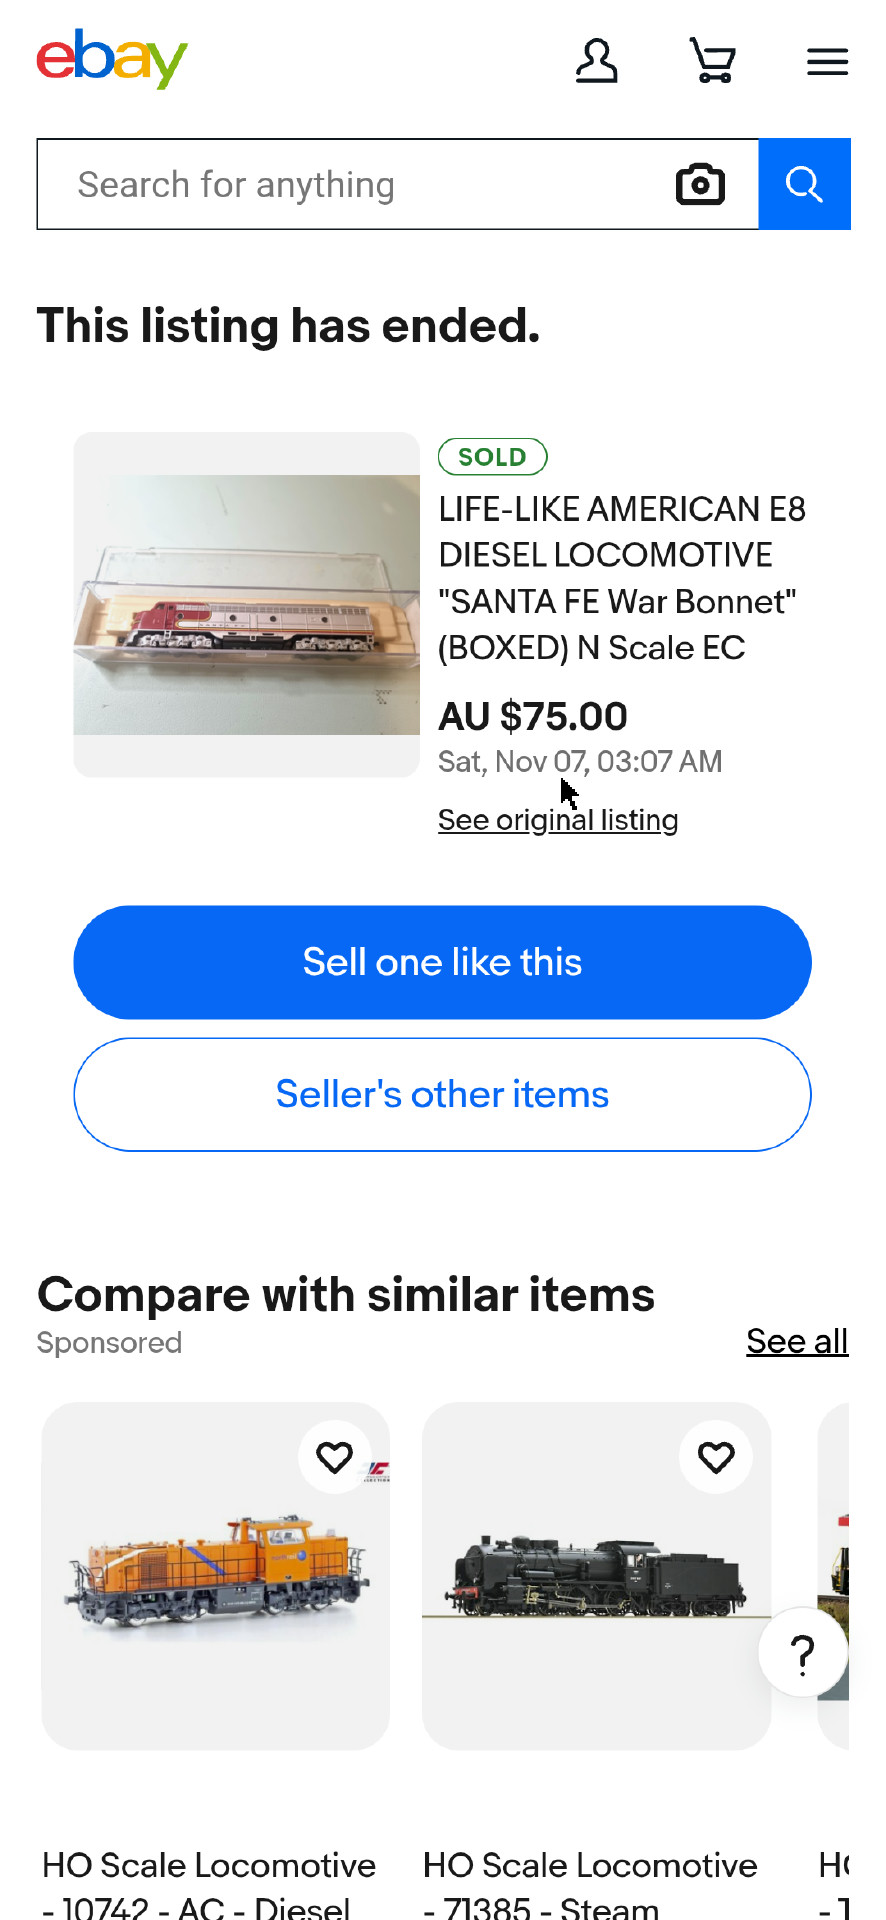 ebay
Search for anything
This listing has ended.
SOLD
LIFE-LIKE AMERICAN E8
DIESEL LOCOMOTIVE
"SANTA FE War Bonnet"
(BOXED) N Scale EC
AU $75.00
Sat, Nov 07, 03:07 AM
See original listing
Sell one like this
Seller's other items
Compare with similar items
Sponsored
See all
?
HO Scale Locomotive
- 10742 - AC - Diesel
HO Scale Locomotive
- 71385 - Steam